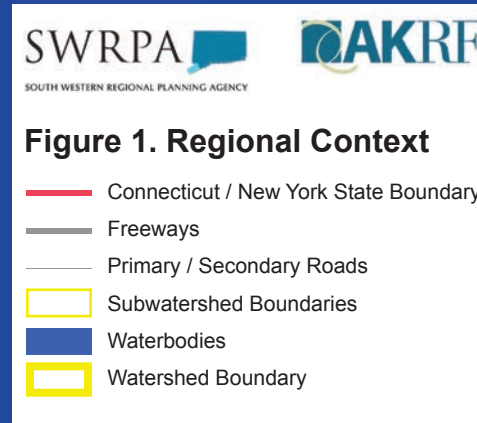 SWRPA
SOUTH WESTERN REGIONAL PLANNING AGENCY
AKRF
Figure 1. Regional Context
Connecticut / New York State Boundary
Freeways
Primary / Secondary Roads
Subwatershed Boundaries
Waterbodies
Watershed Boundary